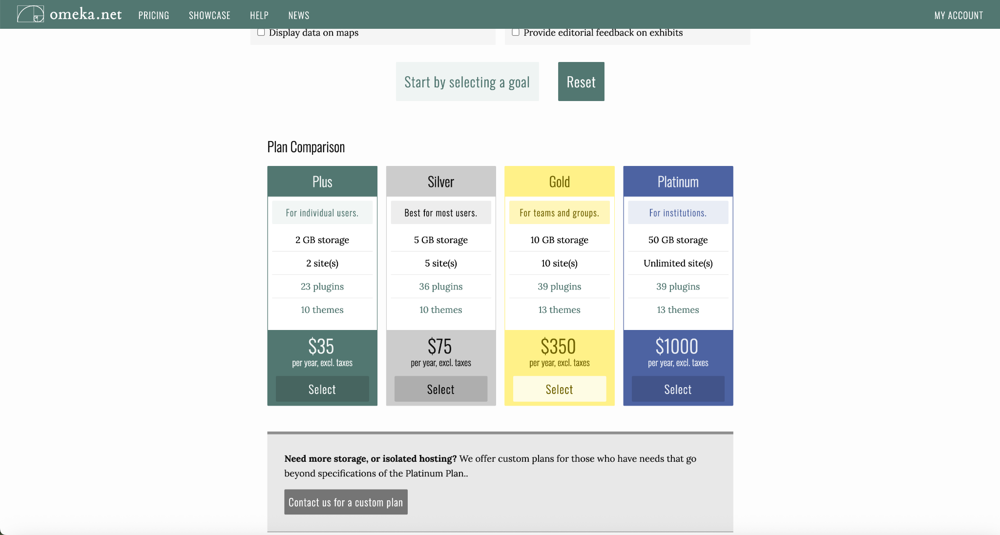 omeka.net PRICING SHOWCASE HELP NEWS MY ACCOUNT
Display data on maps
Provide editorial feedback on exhibits
Start by selecting a goal
Reset
Plan Comparison
Plus
For individual users.
2 GB storage
2 site(s)
23 plugins
10 themes
$35
per year, excl. taxes
Select
Silver
Best for most users.
5 GB storage
5 site(s)
36 plugins
10 themes
$75
per year, excl. taxes
Select
Gold
For teams and groups.
10 GB storage
10 site(s)
39 plugins
13 themes
$350
per year, excl. taxes
Select
Platinum
For institutions.
50 GB storage
Unlimited site(s)
39 plugins
13 themes
$1000
per year, excl. taxes
Select
Need more storage, or isolated hosting? We offer custom plans for those who have needs that go
beyond specifications of the Platinum Plan..
Contact us for a custom plan